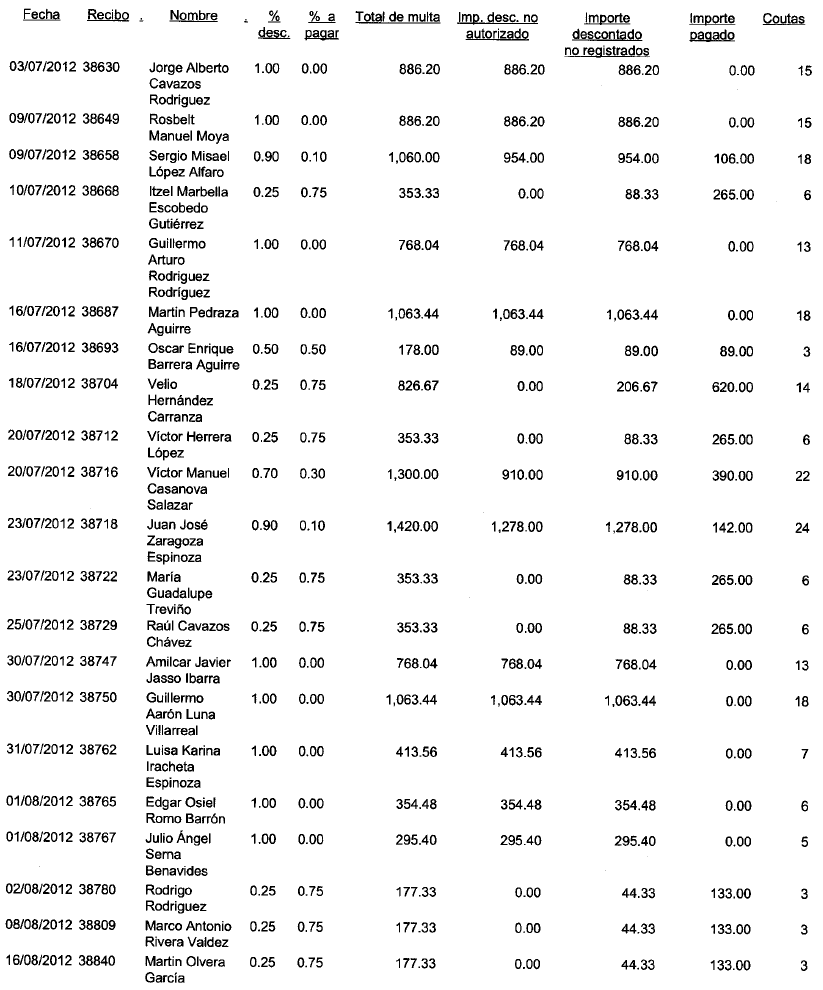 Fecha Recibo . Nombre . % desc. % a pagar Total de multa Imp. desc. no autorizado Importe descontado no registrados Importe pagado Coutas
03/07/2012 38630 Jorge Alberto Cavazos Rodriguez 1.00 0.00 886.20 886.20 886.20 0.00 15
09/07/2012 38649 Rosbelt Manuel Moya 1.00 0.00 886.20 886.20 886.20 0.00 15
09/07/2012 38658 Sergio Misael López Alfaro 0.90 0.10 1,060.00 954.00 954.00 106.00 18
10/07/2012 38668 Itzel Marbella Escobedo Gutiérrez 0.25 0.75 353.33 0.00 88.33 265.00 6
11/07/2012 38670 Guillermo Arturo Rodriguez Rodríguez 1.00 0.00 768.04 768.04 768.04 0.00 13
16/07/2012 38687 Martin Pedraza Aguirre 1.00 0.00 1,063.44 1,063.44 1,063.44 0.00 18
16/07/2012 38693 Oscar Enrique Barrera Aguirre 0.50 0.50 178.00 89.00 89.00 89.00 3
18/07/2012 38704 Velio Hernández Carranza 0.25 0.75 826.67 0.00 206.67 620.00 14
20/07/2012 38712 Víctor Herrera López 0.25 0.75 353.33 0.00 88.33 265.00 6
20/07/2012 38716 Víctor Manuel Casanova Salazar 0.70 0.30 1,300.00 910.00 910.00 390.00 22
23/07/2012 38718 Juan José Zaragoza Espinoza 0.90 0.10 1,420.00 1,278.00 1,278.00 142.00 24
23/07/2012 38722 María Guadalupe Treviño 0.25 0.75 353.33 0.00 88.33 265.00 6
25/07/2012 38729 Raúl Cavazos Chávez 0.25 0.75 353.33 0.00 88.33 265.00 6
30/07/2012 38747 Amilcar Javier Jasso Ibarra 1.00 0.00 768.04 768.04 768.04 0.00 13
30/07/2012 38750 Guillermo Aarón Luna Villarreal 1.00 0.00 1,063.44 1,063.44 1,063.44 0.00 18
31/07/2012 38762 Luisa Karina Iracheta Espinoza 1.00 0.00 413.56 413.56 413.56 0.00 7
01/08/2012 38765 Edgar Osiel Romo Barrón 1.00 0.00 354.48 354.48 354.48 0.00 6
01/08/2012 38767 Julio Ángel Serna Benavides 1.00 0.00 295.40 295.40 295.40 0.00 5
02/08/2012 38780 Rodrigo Rodriguez 0.25 0.75 177.33 0.00 44.33 133.00 3
08/08/2012 38809 Marco Antonio Rivera Valdez 0.25 0.75 177.33 0.00 44.33 133.00 3
16/08/2012 38840 Martin Olvera García 0.25 0.75 177.33 0.00 44.33 133.00 3